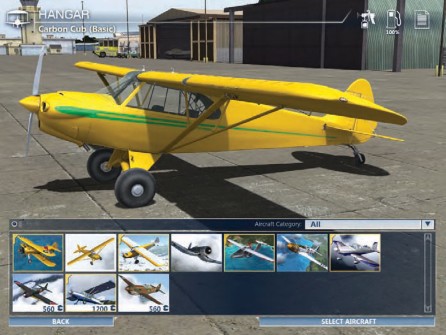 HANGAR
Carbon Cub (Basic)
100%
Aircraft Category: All
560 1200 560
BACK SELECT AIRCRAFT